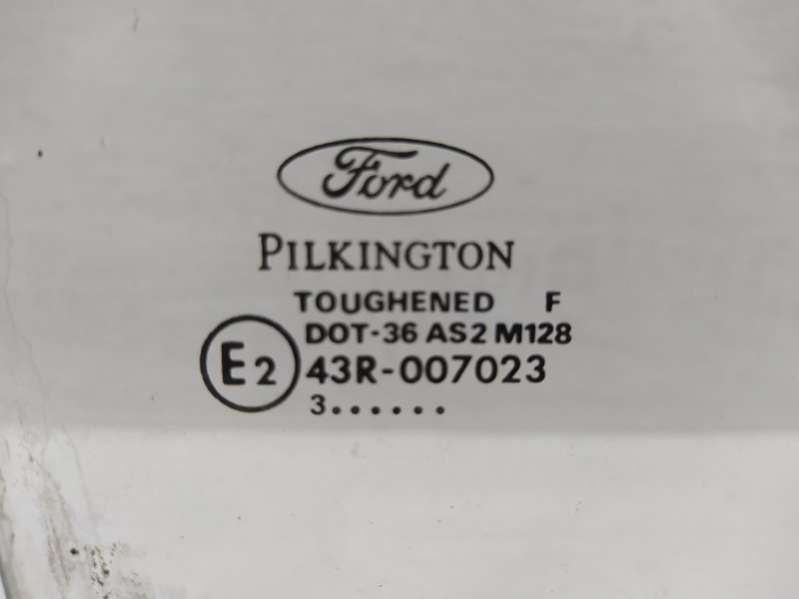 Ford
PILKINGTON
TOUGHENED F
DOT-36 AS2 M128
E2 43R-007023
3......